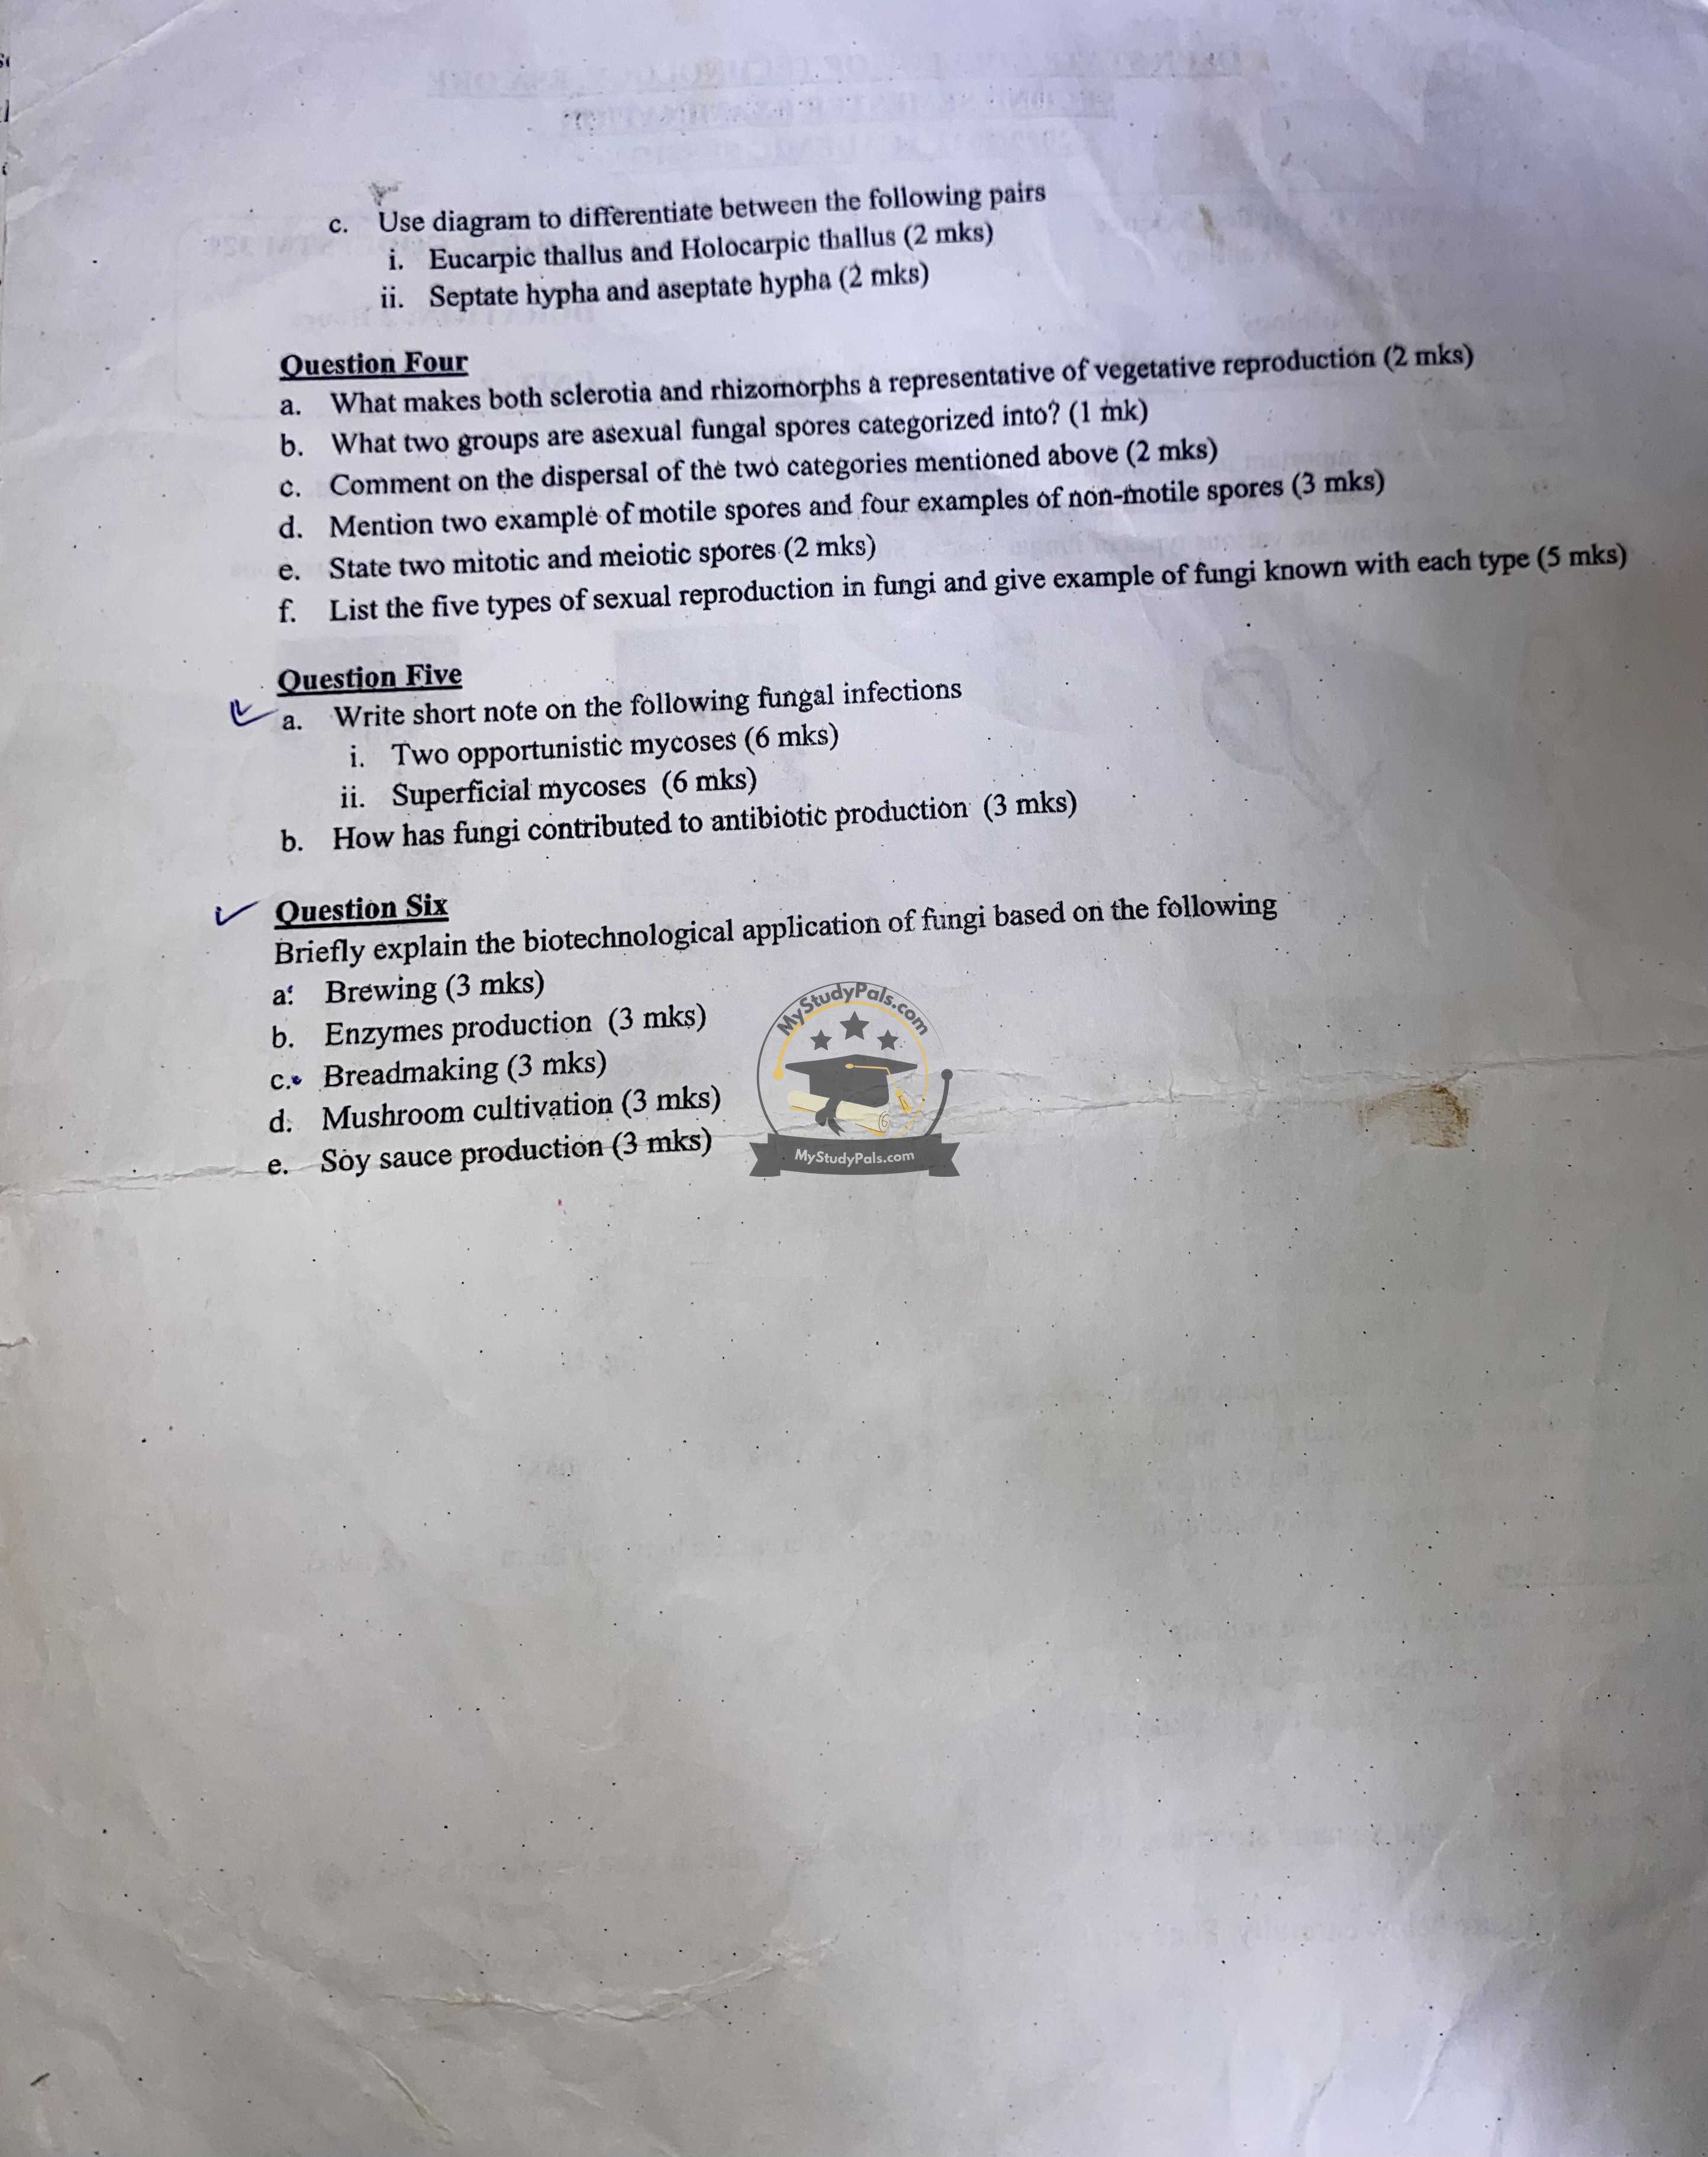 c. Use diagram to differentiate between the following pairs
i. Eucarpic thallus and Holocarpic thallus (2 mks)
ii. Septate hypha and aseptate hypha (2 mks)
Question Four
a. What makes both sclerotia and rhizomorphs a representative of vegetative reproduction (2 mks)
b. What two groups are asexual fungal spores categorized into? (1 mk)
c. Comment on the dispersal of the two categories mentioned above (2 mks)
d. Mention two example of motile spores and four examples of non-motile spores (3 mks)
e. State two mitotic and meiotic spores (2 mks)
f. List the five types of sexual reproduction in fungi and give example of fungi known with each type (5 mks)
Question Five
a. Write short note on the following fungal infections
i. Two opportunistic mycoses (6 mks)
ii. Superficial mycoses (6 mks)
b. How has fungi contributed to antibiotic production (3 mks)
Question Six
Briefly explain the biotechnological application of fungi based on the following
a. Brewing (3 mks)
b. Enzymes production (3 mks)
c. Breadmaking (3 mks)
d. Mushroom cultivation (3 mks)
e. Soy sauce production (3 mks)
MyStudyPals.com
MyStudyPals.com